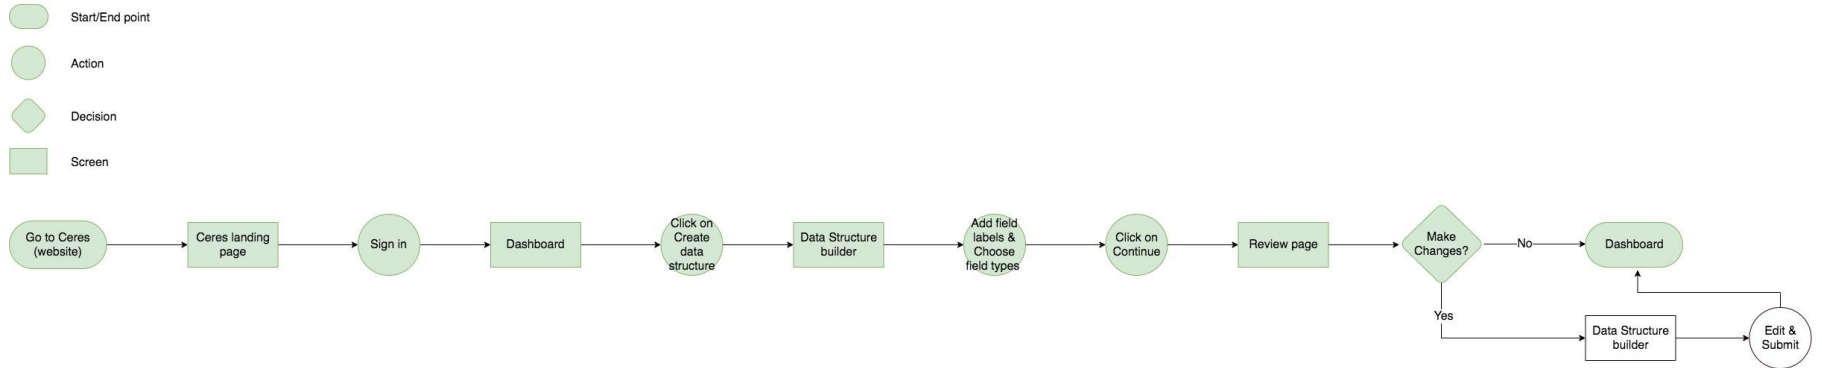 Start/End point
Action
Decision
Screen
Go to Ceres
(website)
Ceres landing
page
Sign in
Dashboard
Click on
Create
data
structure
Data Structure
builder
Add field
labels &
Choose
field types
Click on
Continue
Review page
Make
Changes?
No
Dashboard
Yes
Data Structure
builder
Edit &
Submit